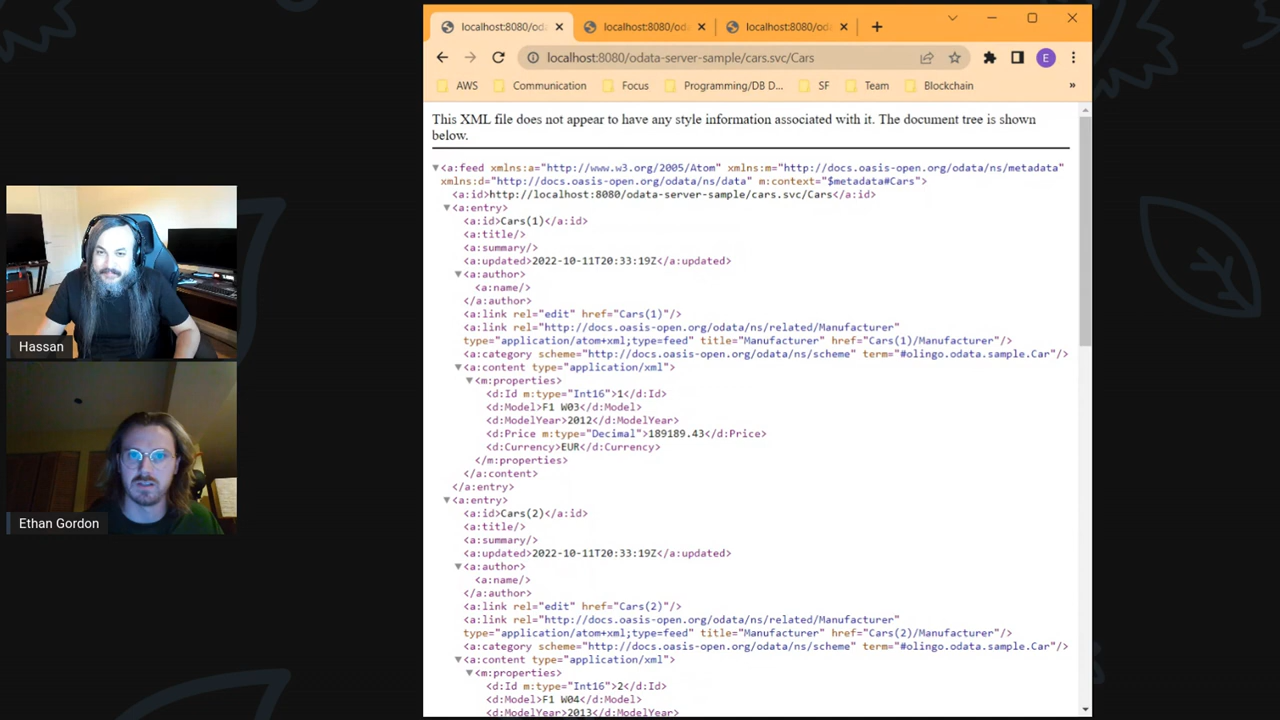 localhost:8080/od
localhost:8080/od
localhost:8080/od
localhost:8080/odata-server-sample/cars.svc/Cars
E
AWS
Communication
Focus
Programming/DB D...
SF
Team
Blockchain
»
This XML file does not appear to have any style information associated with it. The document tree is shown
below.
▼<a:feed xmlns:a="http://www.w3.org/2005/Atom" xmlns:m="http://docs.oasis-open.org/odata/ns/metadata"
xmlns:d="http://docs.oasis-open.org/odata/ns/data" m:context="$metadata#Cars">
<a:id>http://localhost:8080/odata-server-sample/cars.svc/Cars</a:id>
▼<a:entry>
<a:id>Cars(1)</a:id>
<a:title/>
<a:summary/>
<a:updated>2022-10-11T20:33:19Z</a:updated>
▼<a:author>
<a:name/>
</a:author>
<a:link rel="edit" href="Cars(1)"/>
<a:link rel="http://docs.oasis-open.org/odata/ns/related/Manufacturer"
type="application/atom+xml;type=feed" title="Manufacturer" href="Cars(1)/Manufacturer"/>
<a:category scheme="http://docs.oasis-open.org/odata/ns/scheme" term="#olingo.odata.sample.Car"/>
▼<a:content type="application/xml">
▼<m:properties>
<d:Id m:type="Int16">1</d:Id>
<d:Model>F1 W03</d:Model>
<d:ModelYear>2012</d:ModelYear>
<d:Price m:type="Decimal">189189.43</d:Price>
<d:Currency>EUR</d:Currency>
</m:properties>
</a:content>
</a:entry>
▼<a:entry>
<a:id>Cars(2)</a:id>
<a:title/>
<a:summary/>
<a:updated>2022-10-11T20:33:19Z</a:updated>
▼<a:author>
<a:name/>
</a:author>
<a:link rel="edit" href="Cars(2)"/>
<a:link rel="http://docs.oasis-open.org/odata/ns/related/Manufacturer"
type="application/atom+xml;type=feed" title="Manufacturer" href="Cars(2)/Manufacturer"/>
<a:category scheme="http://docs.oasis-open.org/odata/ns/scheme" term="#olingo.odata.sample.Car"/>
▼<a:content type="application/xml">
▼<m:properties>
<d:Id m:type="Int16">2</d:Id>
<d:Model>F1 W04</d:Model>
<d:ModelYear>2013</d:ModelYear>
Hassan
Ethan Gordon